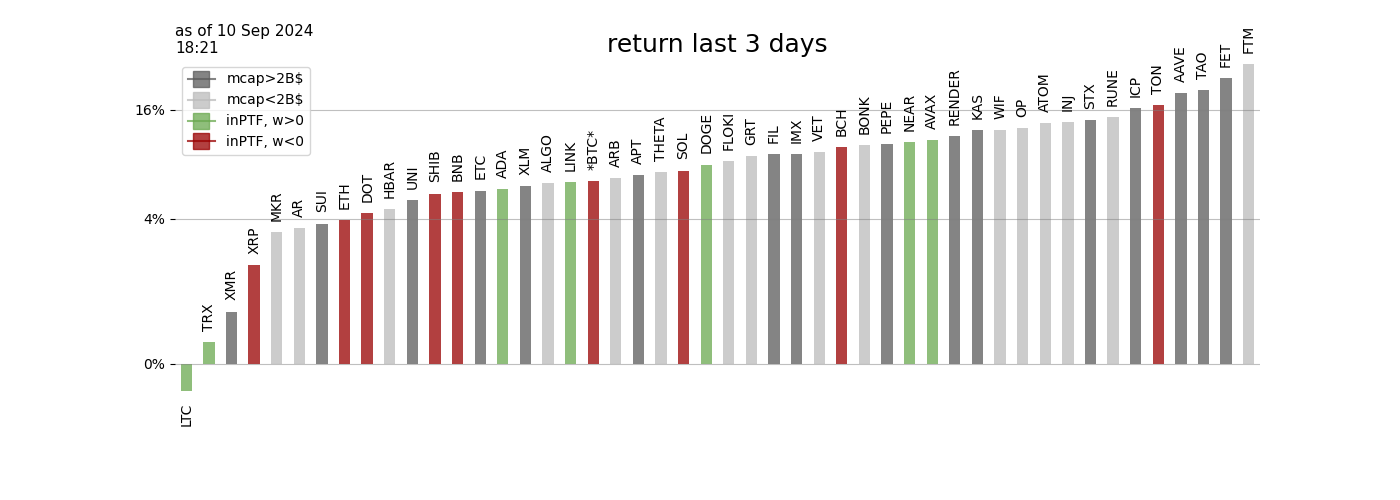 as of 10 Sep 2024
18:21
return last 3 days
mcap>2B$
mcap<2B$
inPTF, w>0
inPTF, w<0
16%
4%
0%
LTC
TRX
XMR
XRP
MKR
AR
SUI
ETH
DOT
HBAR
UNI
SHIB
BNB
ETC
ADA
XLM
ALGO
LINK
*BTC*
ARB
APT
THETA
SOL
DOGE
FLOKI
GRT
FIL
IMX
VET
BCH
BONK
PEPE
NEAR
AVAX
RENDER
KAS
WIF
OP
ATOM
INJ
STX
RUNE
ICP
TON
AAVE
TAO
FET
FTM